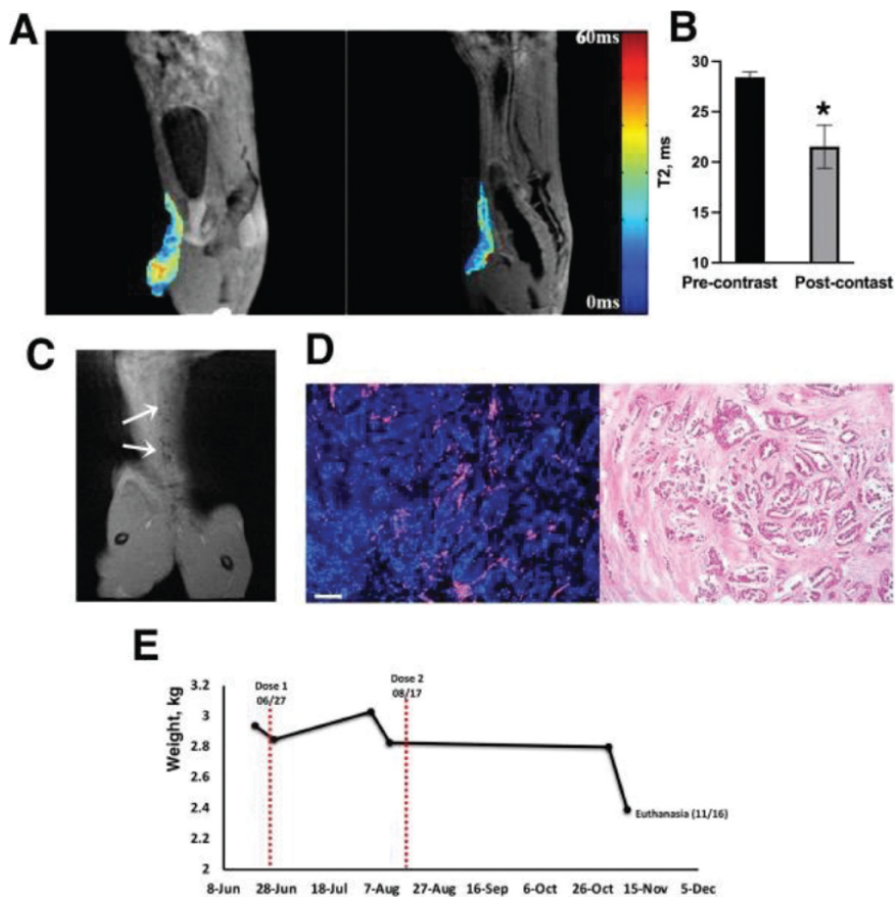 A
60ms
0ms
B
T2, ms
30
25
20
15
10
*
Pre-contrast
Post-contast
C
D
E
Weight, kg
3.2
3
2.8
2.6
2.4
2.2
2
Dose 1
06/27
Dose 2
08/17
Euthanasia (11/16)
8-Jun 28-Jun 18-Jul 7-Aug 27-Aug 16-Sep 6-Oct 26-Oct 15-Nov 5-Dec